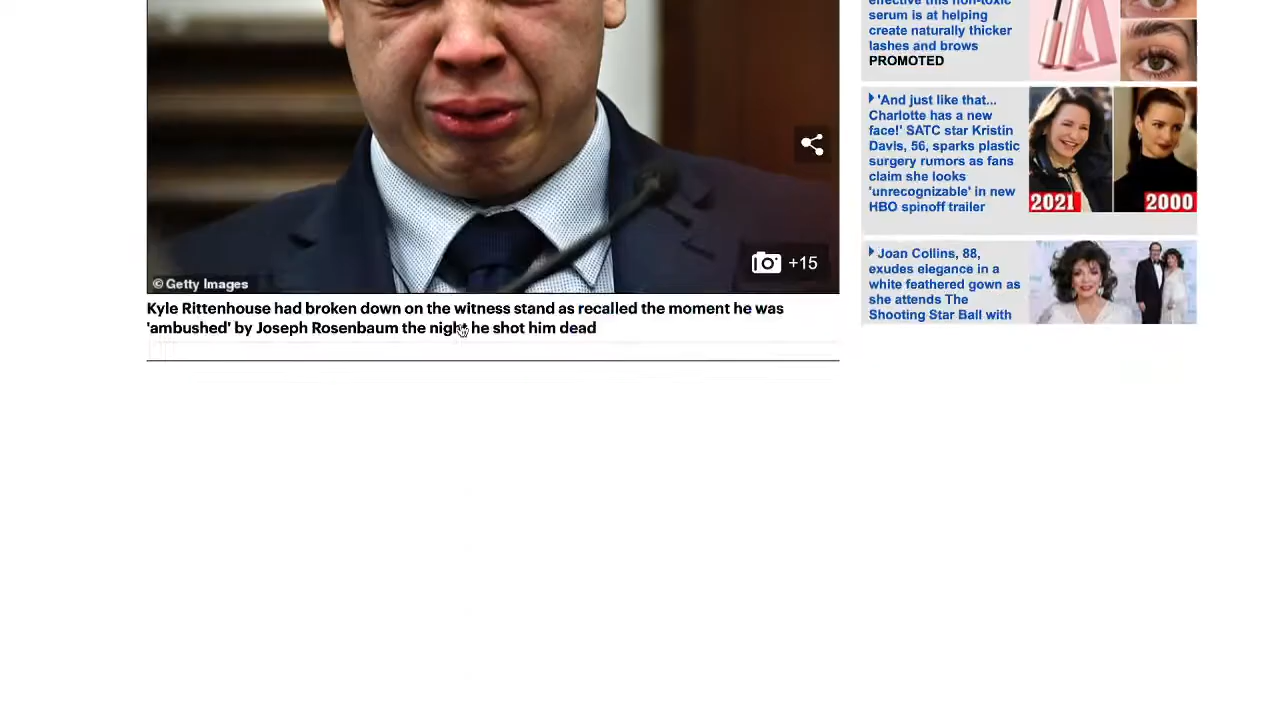 © Getty Images
+15
Kyle Rittenhouse had broken down on the witness stand as recalled the moment he was
'ambushed' by Joseph Rosenbaum the night he shot him dead
effective this non-toxic
serum is at helping
create naturally thicker
lashes and brows
PROMOTED
'And just like that...
Charlotte has a new
face!' SATC star Kristin
Davis, 56, sparks plastic
surgery rumors as fans
claim she looks
'unrecognizable' in new
HBO spinoff trailer
2021
2000
Joan Collins, 88,
exudes elegance in a
white feathered gown as
she attends The
Shooting Star Ball with